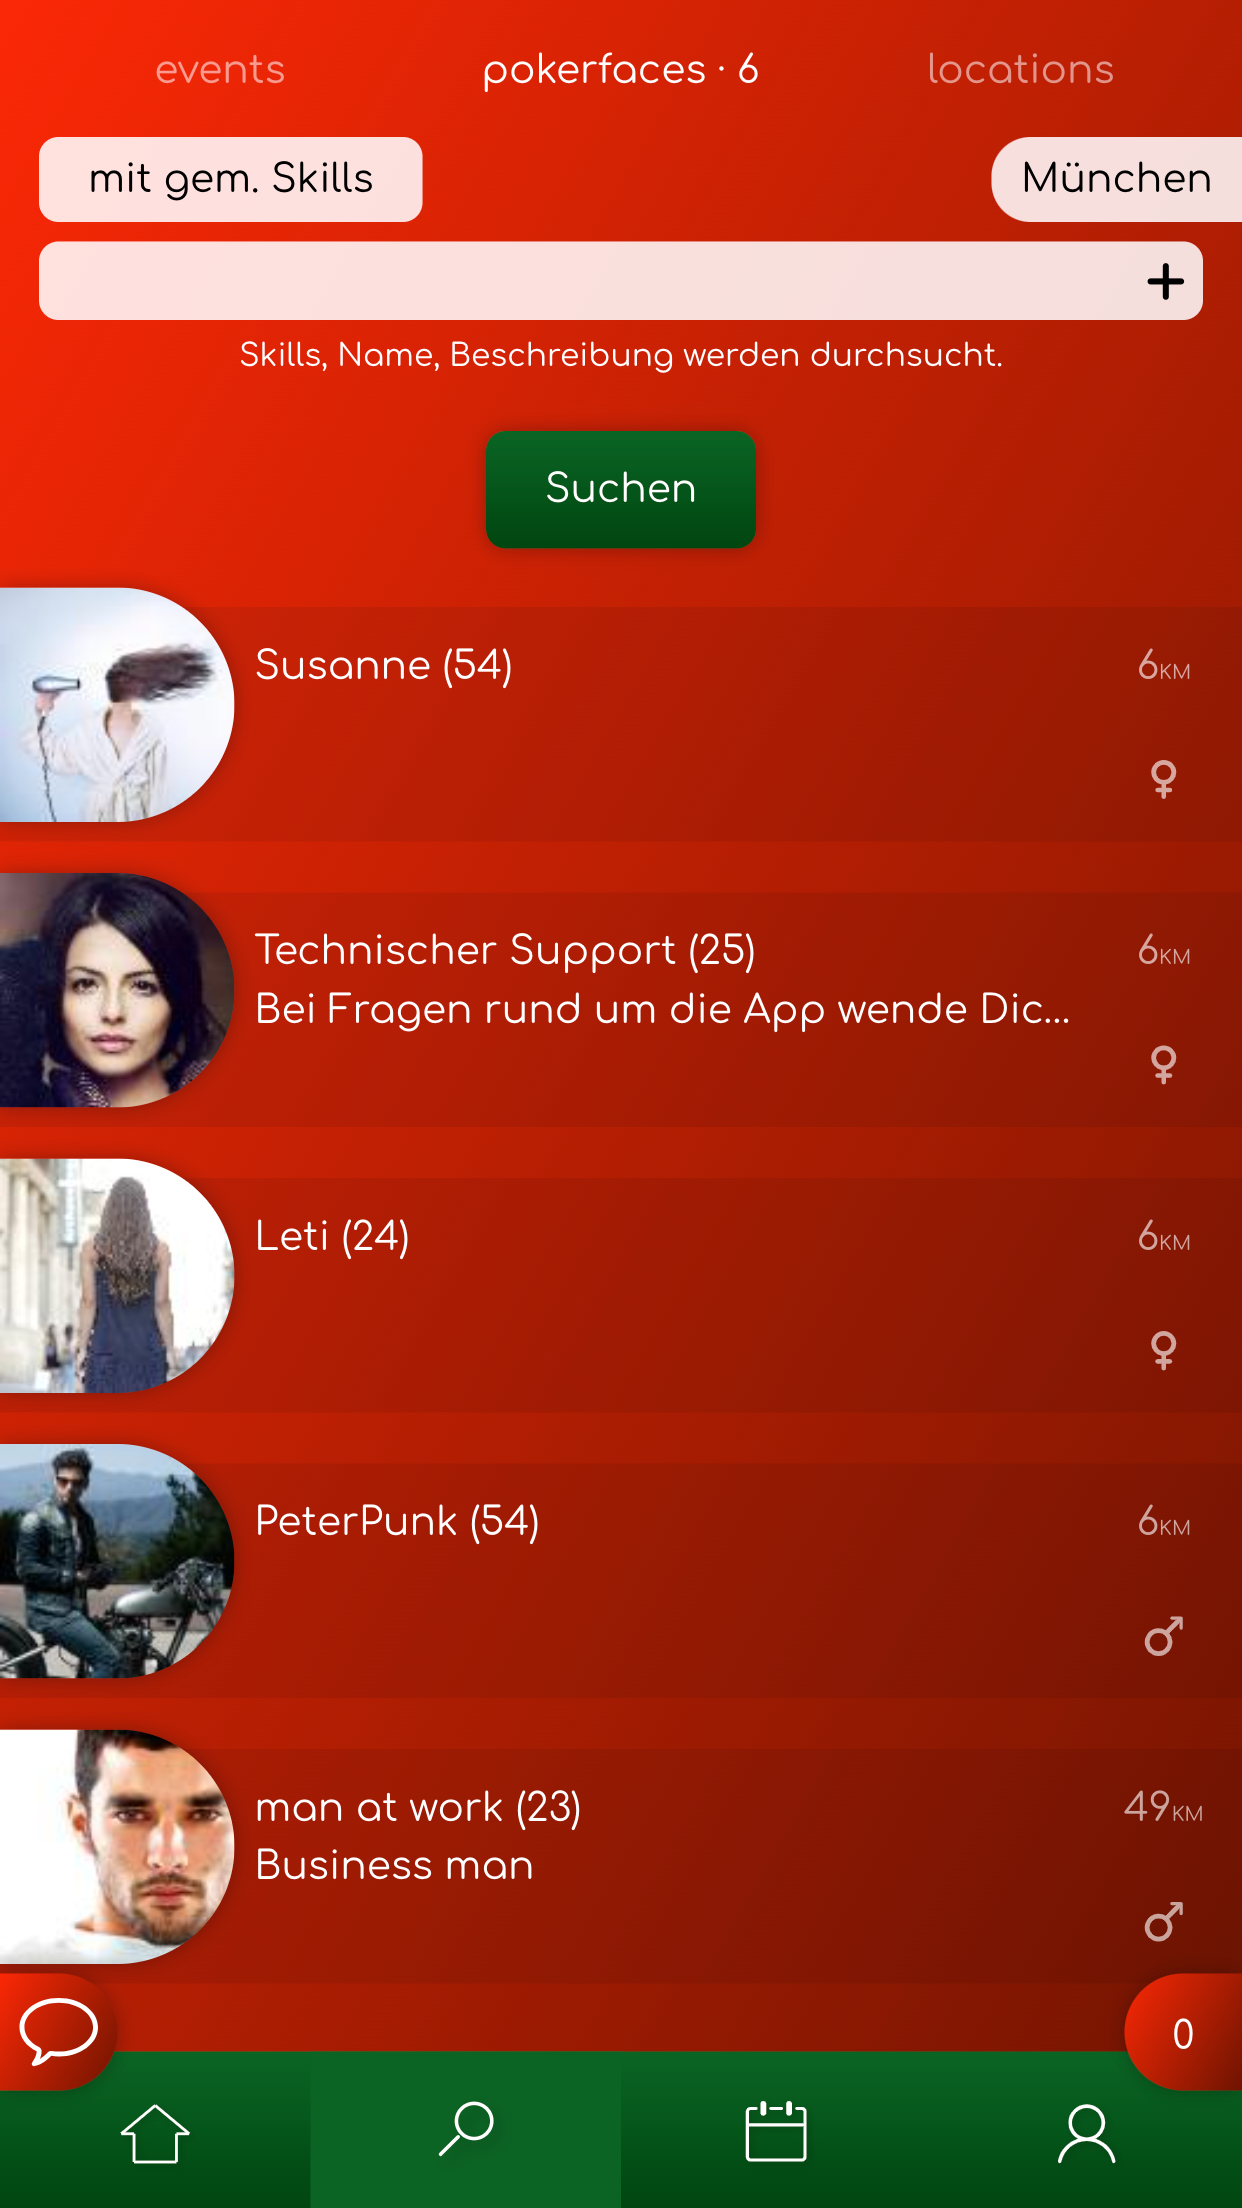 events pokerfaces · 6 locations
mit gem. Skills München
Skills, Name, Beschreibung werden durchsucht.
Suchen
Susanne (54) 6KM
Technischer Support (25) 6KM
Bei Fragen rund um die App wende Dic...
Leti (24) 6KM
PeterPunk (54) 6KM
man at work (23) 49KM
Business man
0